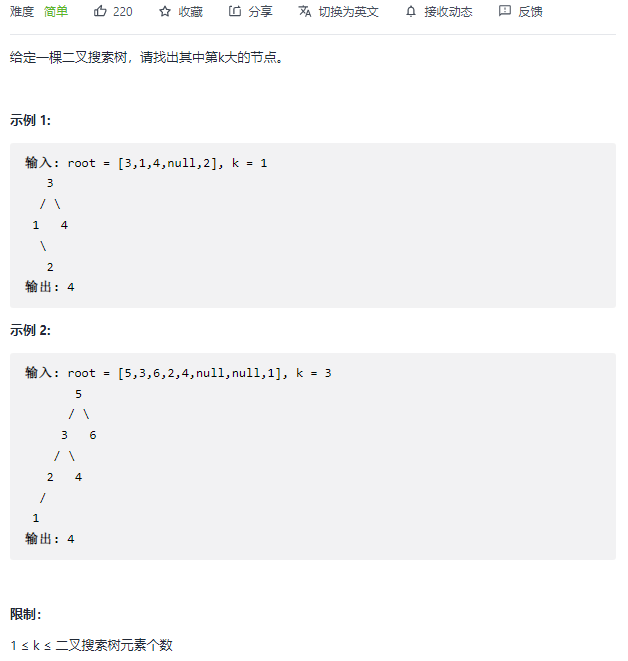 难度 简单 220 收藏 分享 切换为英文 接收动态 反馈
给定一棵二叉搜索树，请找出其中第k大的节点。
示例 1:
输入: root = [3,1,4,null,2], k = 1
3
/ \
1 4
\
2
输出: 4
示例 2:
输入: root = [5,3,6,2,4,null,null,1], k = 3
5
/ \
3 6
/ \
2 4
/
1
输出: 4
限制：
1 ≤ k ≤ 二叉搜索树元素个数